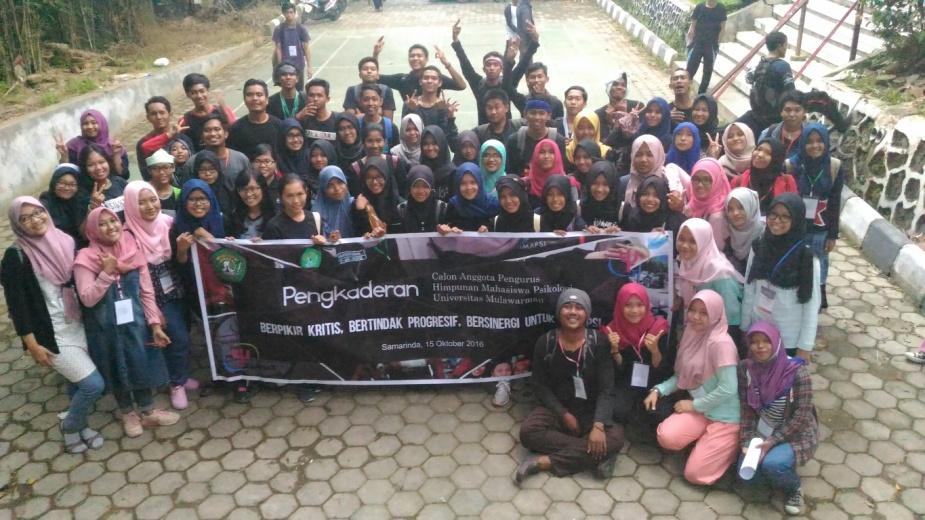 Pengkaderan
Calon Anggota Pengurus
Himpunan Mahasiswa Psikologi
Universitas Mulawarman
BERPIKIR KRITIS, BERTINDAK PROGRESIF, BERSINERGI UNTUK
Samarinda, 15 Oktober 2016